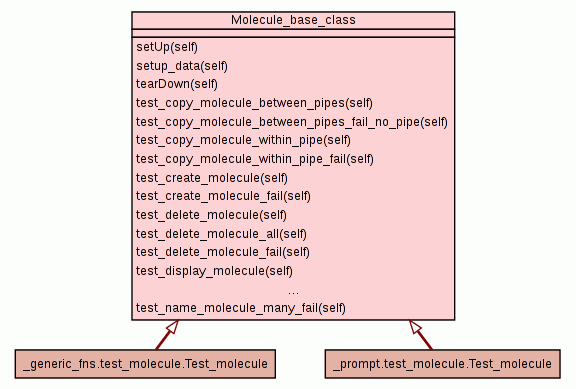 Molecule_base_class
setUp(self)
setup_data(self)
tearDown(self)
test_copy_molecule_between_pipes(self)
test_copy_molecule_between_pipes_fail_no_pipe(self)
test_copy_molecule_within_pipe(self)
test_copy_molecule_within_pipe_fail(self)
test_create_molecule(self)
test_create_molecule_fail(self)
test_delete_molecule(self)
test_delete_molecule_all(self)
test_delete_molecule_fail(self)
test_display_molecule(self)
...
test_name_molecule_many_fail(self)
_generic_fns.test_molecule.Test_molecule
_prompt.test_molecule.Test_molecule